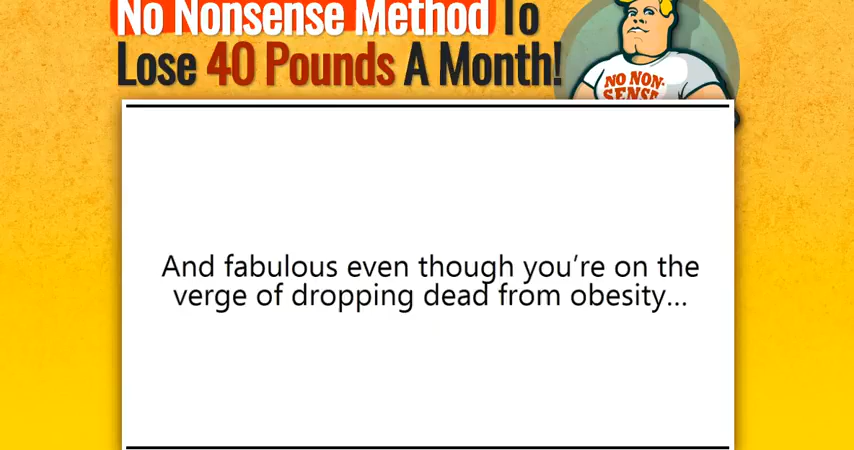 No Nonsense Method To
Lose 40 Pounds A Month!
NO NON-
SENSE
And fabulous even though you’re on the
verge of dropping dead from obesity...